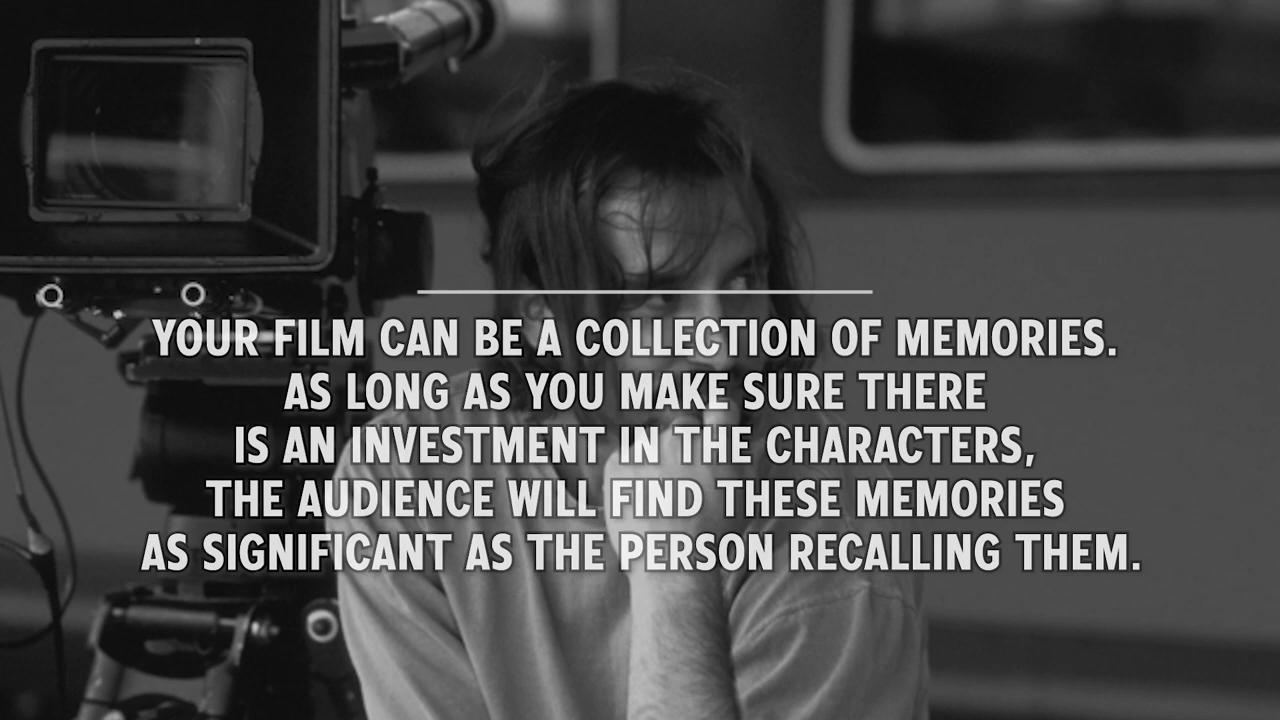 YOUR FILM CAN BE A COLLECTION OF MEMORIES.
AS LONG AS YOU MAKE SURE THERE
IS AN INVESTMENT IN THE CHARACTERS,
THE AUDIENCE WILL FIND THESE MEMORIES
AS SIGNIFICANT AS THE PERSON RECALLING THEM.